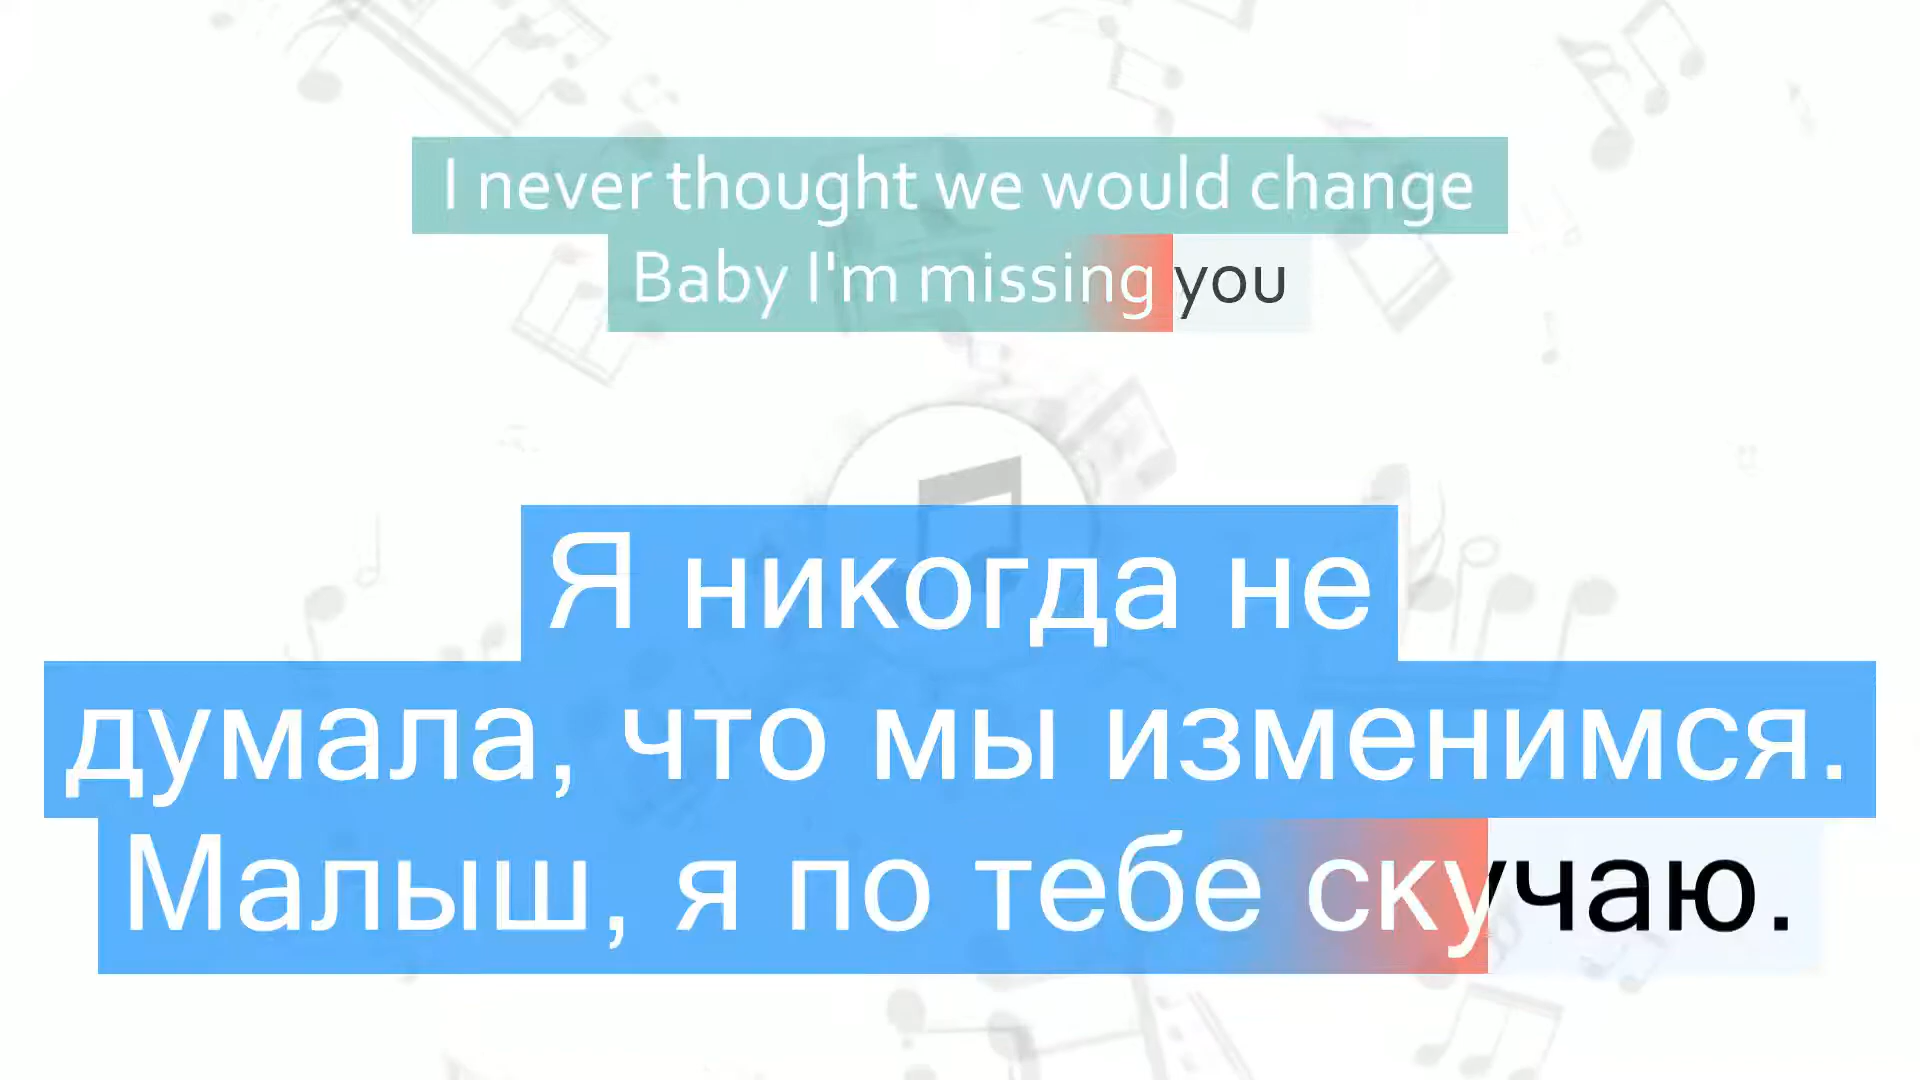 I never thought we would change
Baby I'm missing you
Я никогда не
думала, что мы изменимся.
Малыш, я по тебе скучаю.